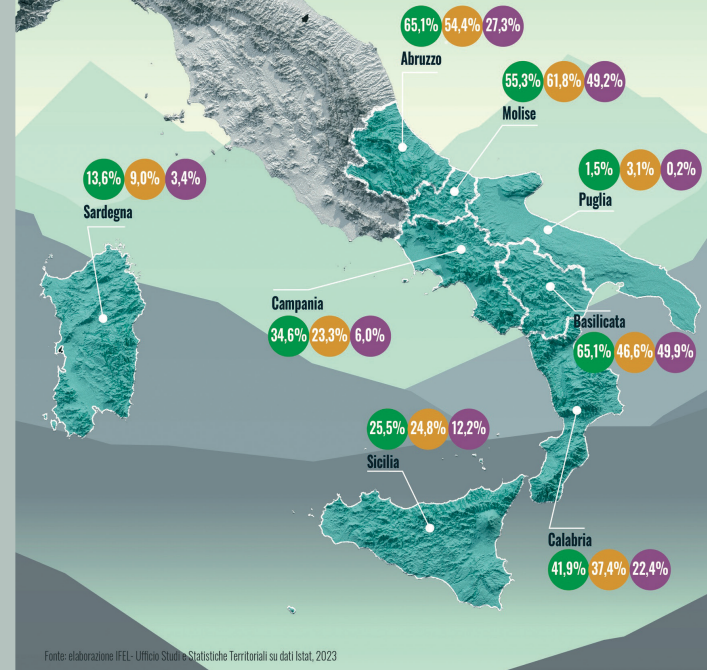 65,1% 54,4% 27,3%
Abruzzo
55,3% 61,8% 49,2%
Molise
13,6% 9,0% 3,4%
Sardegna
1,5% 3,1% 0,2%
Puglia
Campania
34,6% 23,3% 6,0%
Basilicata
65,1% 46,6% 49,9%
25,5% 24,8% 12,2%
Sicilia
Calabria
41,9% 37,4% 22,4%
Fonte: elaborazione IFEL- Ufficio Studi e Statistiche Territoriali su dati Istat, 2023